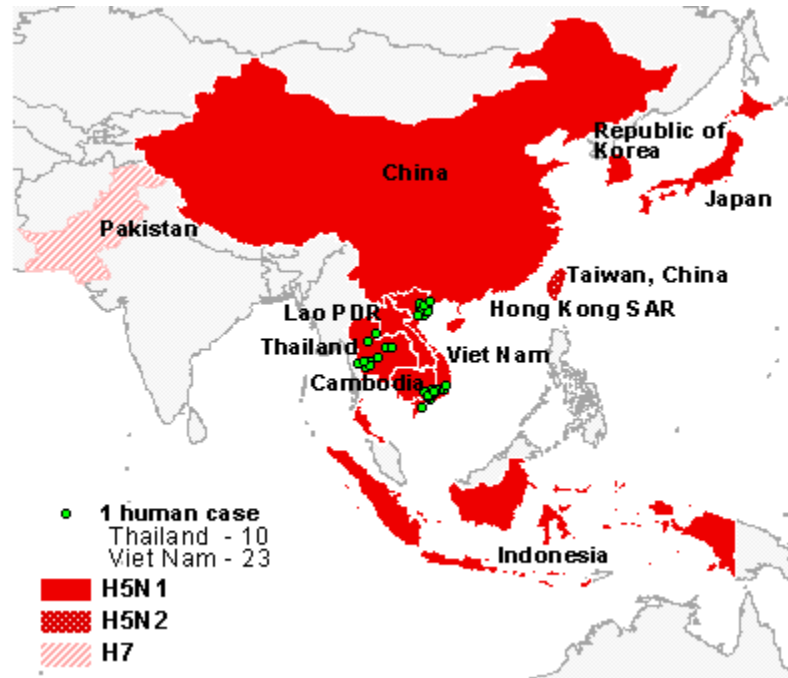 Republic of
Korea
China
Japan
Pakistan
Taiwan, China
Hong Kong SAR
Lao PDR
Thailand
Viet Nam
Cambodia
1 human case
Thailand - 10
Viet Nam - 23
Indonesia
H5N1
H5N2
H7